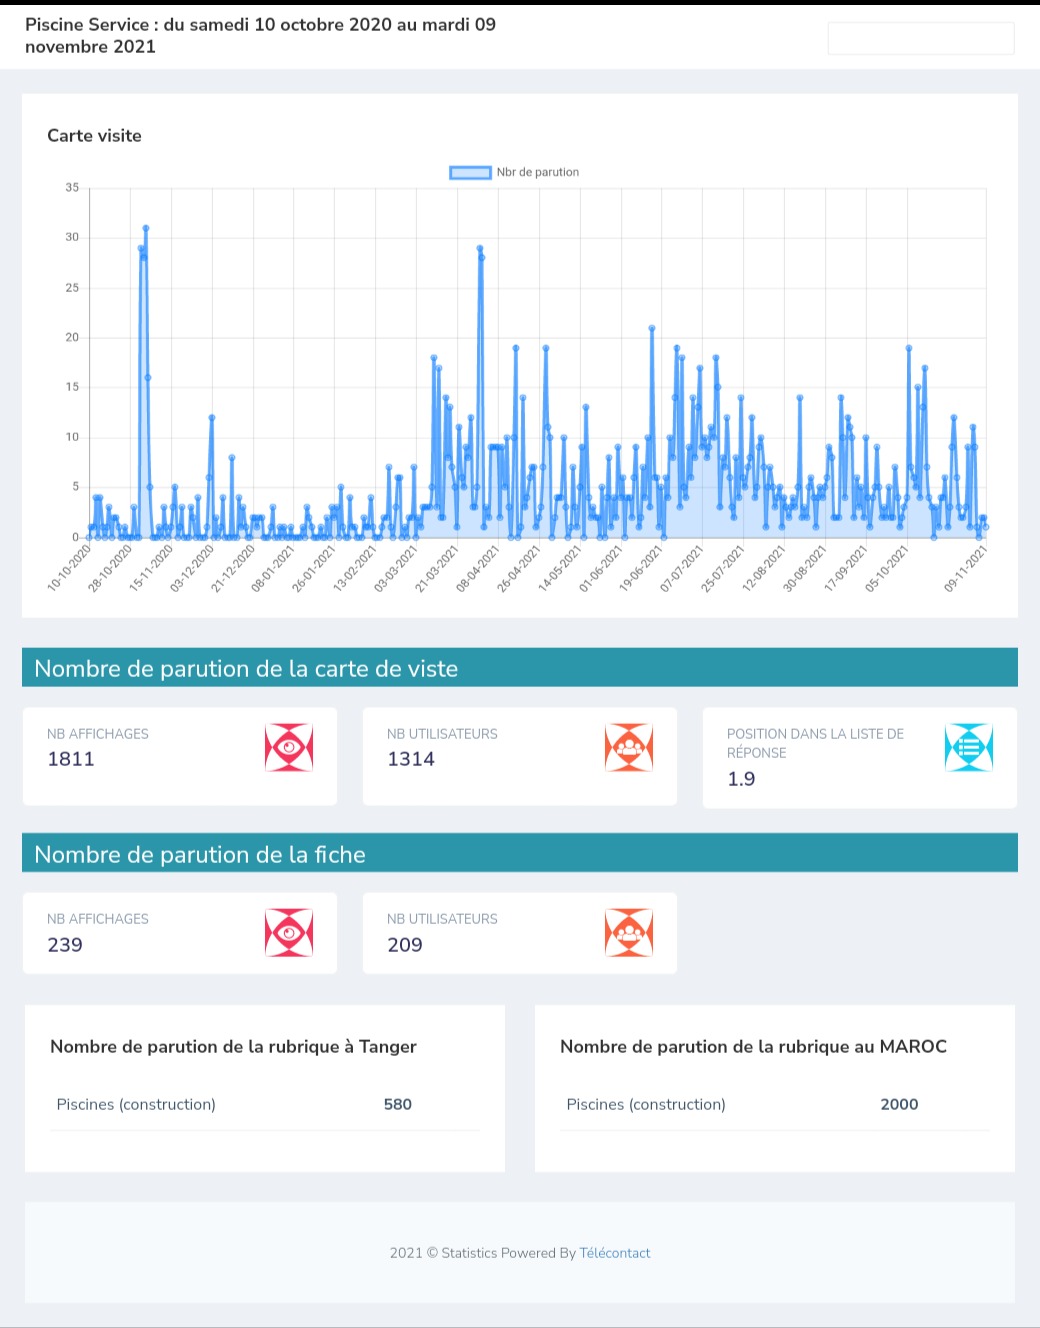 Piscine Service : du samedi 10 octobre 2020 au mardi 09
novembre 2021
Carte visite
Nbr de parution
35
30
25
20
15
10
5
0
10-10-2020
28-10-2020
15-11-2020
03-12-2020
21-12-2020
08-01-2021
26-01-2021
13-02-2021
03-03-2021
21-03-2021
08-04-2021
26-04-2021
14-05-2021
01-06-2021
19-06-2021
07-07-2021
25-07-2021
12-08-2021
30-08-2021
17-09-2021
05-10-2021
09-11-2021
Nombre de parution de la carte de viste
NB AFFICHAGES
1811
NB UTILISATEURS
1314
POSITION DANS LA LISTE DE
RÉPONSE
1.9
Nombre de parution de la fiche
NB AFFICHAGES
239
NB UTILISATEURS
209
Nombre de parution de la rubrique à Tanger
Piscines (construction) 580
Nombre de parution de la rubrique au MAROC
Piscines (construction) 2000
2021 © Statistics Powered By Télécontact